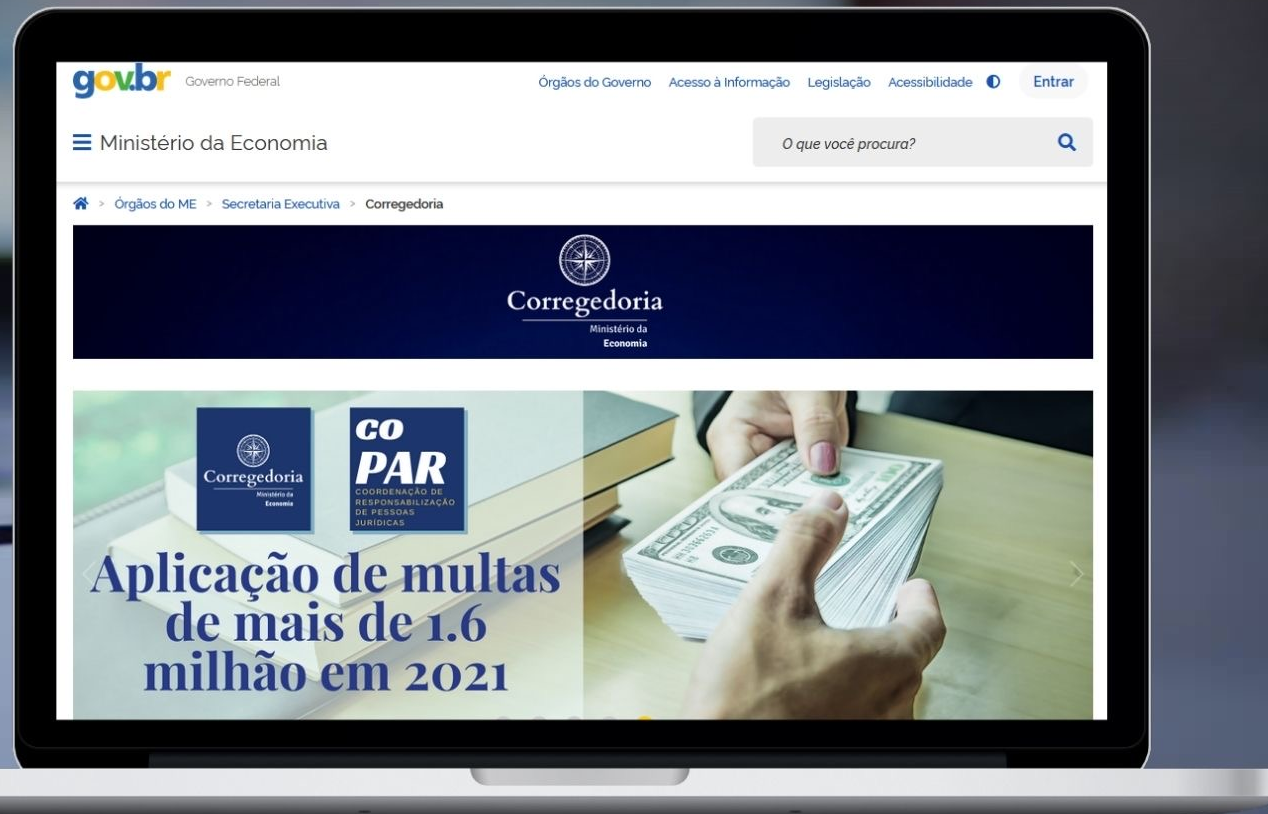 gov.br Governo Federal
Órgãos do Governo Acesso à Informação Legislação Acessibilidade Entrar
Ministério da Economia
O que você procura?
> Órgãos do ME > Secretaria Executiva > Corregedoria
Corregedoria
Ministério da
Economia
Corregedoria
Ministério da
Economia
CO
PAR
COORDENAÇÃO DE
RESPONSABILIZAÇÃO
DE PESSOAS
JURÍDICAS
Aplicação de multas
de mais de 1.6
milhão em 2021